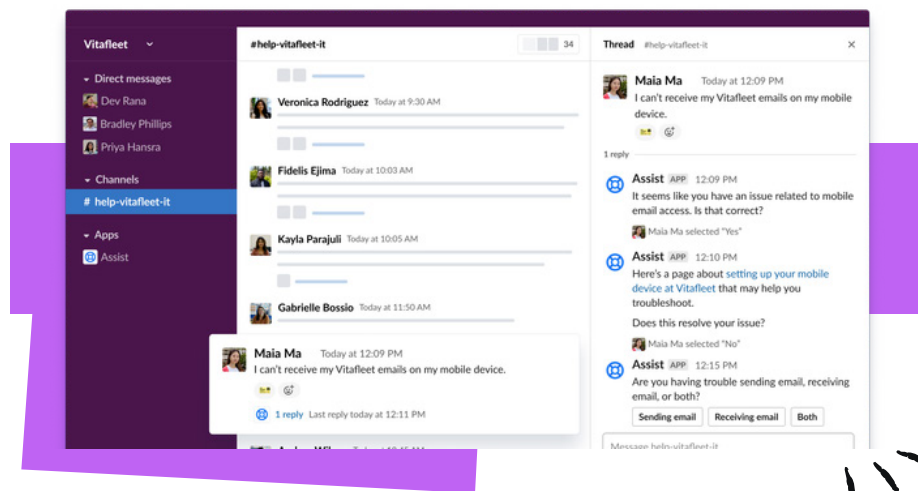 Vitafleet
Direct messages
Dev Rana
Bradley Phillips
Priya Hansra
Channels
# help-vitafleet-it
Apps
Assist
#help-vitafleet-it
34
Veronica Rodriguez Today at 9:30 AM
Fidelis Ejima Today at 10:03 AM
Kayla Parajuli Today at 10:05 AM
Gabrielle Bossio Today at 11:50 AM
Maia Ma Today at 12:09 PM
I can't receive my Vitafleet emails on my mobile device.
1 reply Last reply today at 12:11 PM
Thread #help-vitafleet-it
Maia Ma Today at 12:09 PM
I can't receive my Vitafleet emails on my mobile
device.
1 reply
Assist APP 12:09 PM
It seems like you have an issue related to mobile
email access. Is that correct?
Maia Ma selected "Yes"
Assist APP 12:10 PM
Here's a page about setting up your mobile
device at Vitafleet that may help you
troubleshoot.
Does this resolve your issue?
Maia Ma selected "No"
Assist APP 12:15 PM
Are you having trouble sending email, receiving
email, or both?
Sending email Receiving email Both
Message help-vitafleet-it